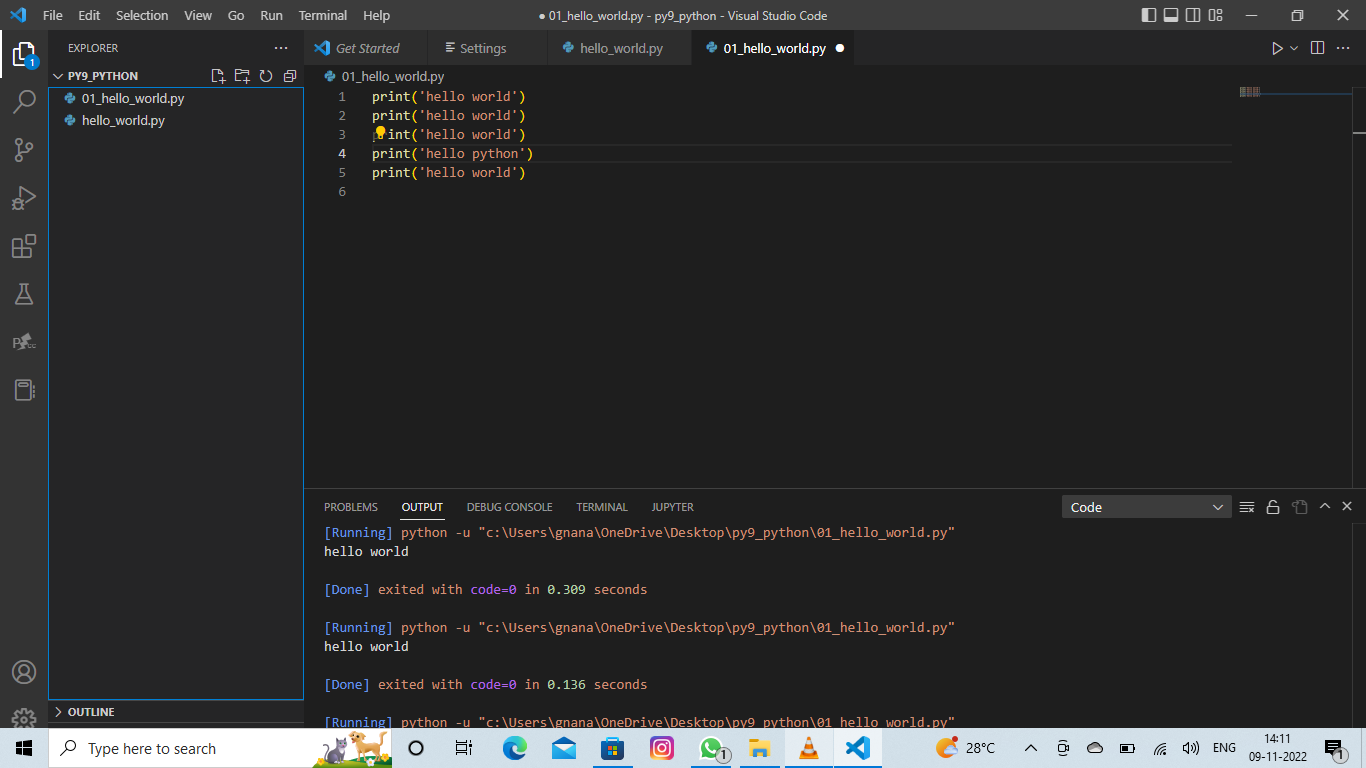 File Edit Selection View Go Run Terminal Help
● 01_hello_world.py - py9_python - Visual Studio Code
EXPLORER
Get Started
Settings
hello_world.py
01_hello_world.py ●
1
PY9_PYTHON
01_hello_world.py
hello_world.py
01_hello_world.py
1 print('hello world')
2 print('hello world')
3 print('hello world')
4 print('hello python')
5 print('hello world')
6
PROBLEMS OUTPUT DEBUG CONSOLE TERMINAL JUPYTER
Code
[Running] python -u "c:\Users\gnana\OneDrive\Desktop\py9_python\01_hello_world.py"
hello world
[Done] exited with code=0 in 0.309 seconds
[Running] python -u "c:\Users\gnana\OneDrive\Desktop\py9_python\01_hello_world.py"
hello world
[Done] exited with code=0 in 0.136 seconds
[Running] python -u "c:\Users\gnana\OneDrive\Desktop\py9_python\01_hello_world.py"
OUTLINE
Type here to search
1
28°C
ENG
14:11
09-11-2022
1